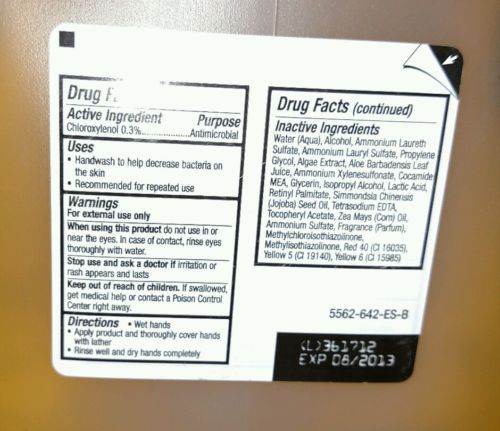 Drug F
Active Ingredient Purpose
Chloroxylenol 0.3%......................Antimicrobial
Uses
• Handwash to help decrease bacteria on
the skin
• Recommended for repeated use
Warnings
For external use only
When using this product do not use in or
near the eyes. In case of contact, rinse eyes
thoroughly with water.
Stop use and ask a doctor if irritation or
rash appears and lasts
Keep out of reach of children. If swallowed,
get medical help or contact a Poison Control
Center right away.
Directions • Wet hands
• Apply product and thoroughly cover hands
with lather
• Rinse well and dry hands completely
Drug Facts (continued)
Inactive Ingredients
Water (Aqua), Alcohol, Ammonium Laureth
Sulfate, Ammonium Lauryl Sulfate, Propylene
Glycol, Algae Extract, Aloe Barbadensis Leaf
Juice, Ammonium Xylenesulfonate, Cocamide
MEA, Glycerin, Isopropyl Alcohol, Lactic Acid,
Retinyl Palmitate, Simmondsia Chinensis
(Jojoba) Seed Oil, Tetrasodium EDTA,
Tocopheryl Acetate, Zea Mays (Corn) Oil,
Ammonium Sulfate, Fragrance (Parfum),
Methylchloroisothiazolinone,
Methylisothiazolinone, Red 40 (CI 16035),
Yellow 5 (CI 19140), Yellow 6 (CI 15985)
5562-642-ES-B
(L)361712
EXP 08/2013